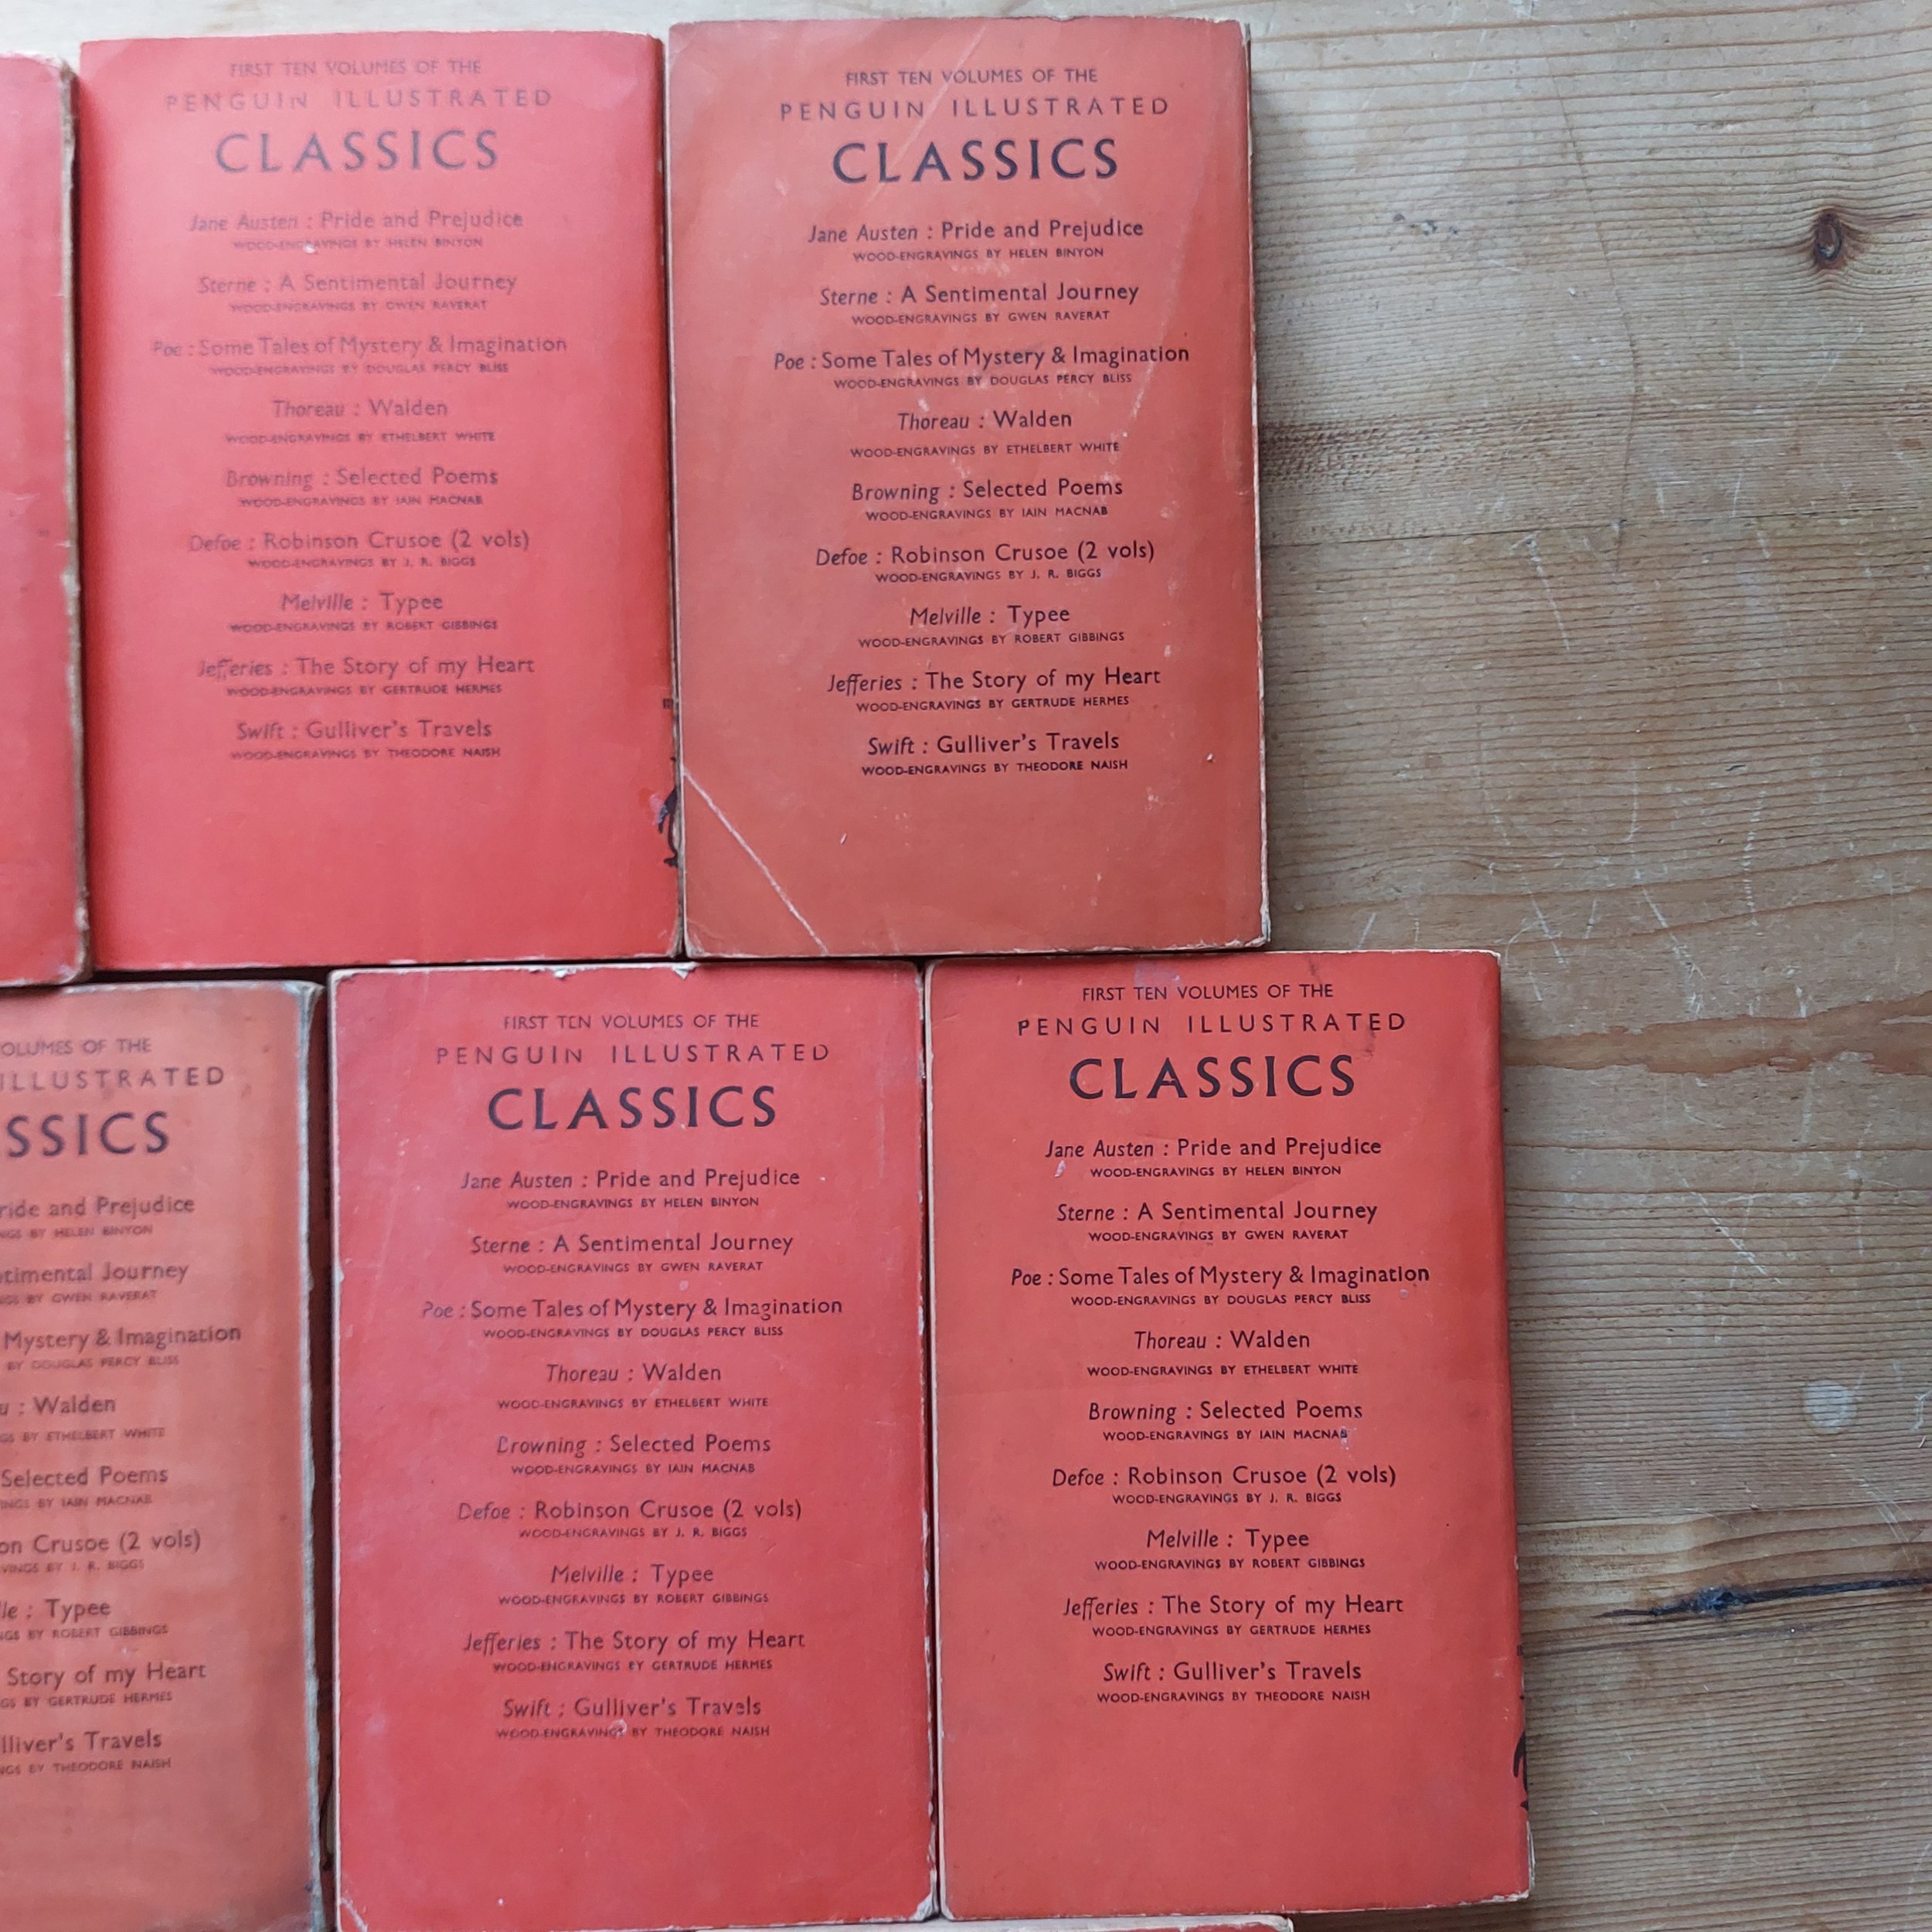 FIRST TEN VOLUMES OF THE
PENGUIN ILLUSTRATED
CLASSICS
Jane Austen : Pride and Prejudice
WOOD-ENGRAVINGS BY HELEN BINYON
Sterne : A Sentimental Journey
WOOD-ENGRAVINGS BY GWEN RAVERAT
Poe : Some Tales of Mystery & Imagination
WOOD-ENGRAVINGS BY DOUGLAS PERCY BLISS
Thoreau : Walden
WOOD-ENGRAVINGS BY ETHELBERT WHITE
Browning : Selected Poems
WOOD-ENGRAVINGS BY IAIN MACNAB
Defoe : Robinson Crusoe (2 vols)
WOOD-ENGRAVINGS BY J. R. BIGGS
Melville : Typee
WOOD-ENGRAVINGS BY ROBERT GIBBINGS
Jefferies : The Story of my Heart
WOOD-ENGRAVINGS BY GERTRUDE HERMES
Swift : Gulliver's Travels
WOOD-ENGRAVINGS BY THEODORE NAISH
FIRST TEN VOLUMES OF THE
PENGUIN ILLUSTRATED
CLASSICS
Jane Austen : Pride and Prejudice
WOOD-ENGRAVINGS BY HELEN BINYON
Sterne : A Sentimental Journey
WOOD-ENGRAVINGS BY GWEN RAVERAT
Poe : Some Tales of Mystery & Imagination
WOOD-ENGRAVINGS BY DOUGLAS PERCY BLISS
Thoreau : Walden
WOOD-ENGRAVINGS BY ETHELBERT WHITE
Browning : Selected Poems
WOOD-ENGRAVINGS BY IAIN MACNAB
Defoe : Robinson Crusoe (2 vols)
WOOD-ENGRAVINGS BY J. R. BIGGS
Melville : Typee
WOOD-ENGRAVINGS BY ROBERT GIBBINGS
Jefferies : The Story of my Heart
WOOD-ENGRAVINGS BY GERTRUDE HERMES
Swift : Gulliver's Travels
WOOD-ENGRAVINGS BY THEODORE NAISH
OLUMES OF THE
ILLUSTRATED
SSICS
ride and Prejudice
NGS BY HELEN BINYON
ntimental Journey
NGS BY GWEN RAVERAT
Mystery & Imagination
BY DOUGLAS PERCY BLISS
u : Walden
GS BY ETHELBERT WHITE
Selected Poems
INGS BY IAIN MACNAB
on Crusoe (2 vols)
VINGS BY J. R. BIGGS
lle : Typee
NGS BY ROBERT GIBBINGS
Story of my Heart
GS BY GERTRUDE HERMES
lliver's Travels
NGS BY THEODORE NAISH
FIRST TEN VOLUMES OF THE
PENGUIN ILLUSTRATED
CLASSICS
Jane Austen : Pride and Prejudice
WOOD-ENGRAVINGS BY HELEN BINYON
Sterne : A Sentimental Journey
WOOD-ENGRAVINGS BY GWEN RAVERAT
Poe : Some Tales of Mystery & Imagination
WOOD-ENGRAVINGS BY DOUGLAS PERCY BLISS
Thoreau : Walden
WOOD-ENGRAVINGS BY ETHELBERT WHITE
Browning : Selected Poems
WOOD-ENGRAVINGS BY IAIN MACNAB
Defoe : Robinson Crusoe (2 vols)
WOOD-ENGRAVINGS BY J. R. BIGGS
Melville : Typee
WOOD-ENGRAVINGS BY ROBERT GIBBINGS
Jefferies : The Story of my Heart
WOOD-ENGRAVINGS BY GERTRUDE HERMES
Swift : Gulliver's Travels
WOOD-ENGRAVINGS BY THEODORE NAISH
FIRST TEN VOLUMES OF THE
PENGUIN ILLUSTRATED
CLASSICS
Jane Austen : Pride and Prejudice
WOOD-ENGRAVINGS BY HELEN BINYON
Sterne : A Sentimental Journey
WOOD-ENGRAVINGS BY GWEN RAVERAT
Poe : Some Tales of Mystery & Imagination
WOOD-ENGRAVINGS BY DOUGLAS PERCY BLISS
Thoreau : Walden
WOOD-ENGRAVINGS BY ETHELBERT WHITE
Browning : Selected Poems
WOOD-ENGRAVINGS BY IAIN MACNAB
Defoe : Robinson Crusoe (2 vols)
WOOD-ENGRAVINGS BY J. R. BIGGS
Melville : Typee
WOOD-ENGRAVINGS BY ROBERT GIBBINGS
Jefferies : The Story of my Heart
WOOD-ENGRAVINGS BY GERTRUDE HERMES
Swift : Gulliver's Travels
WOOD-ENGRAVINGS BY THEODORE NAISH